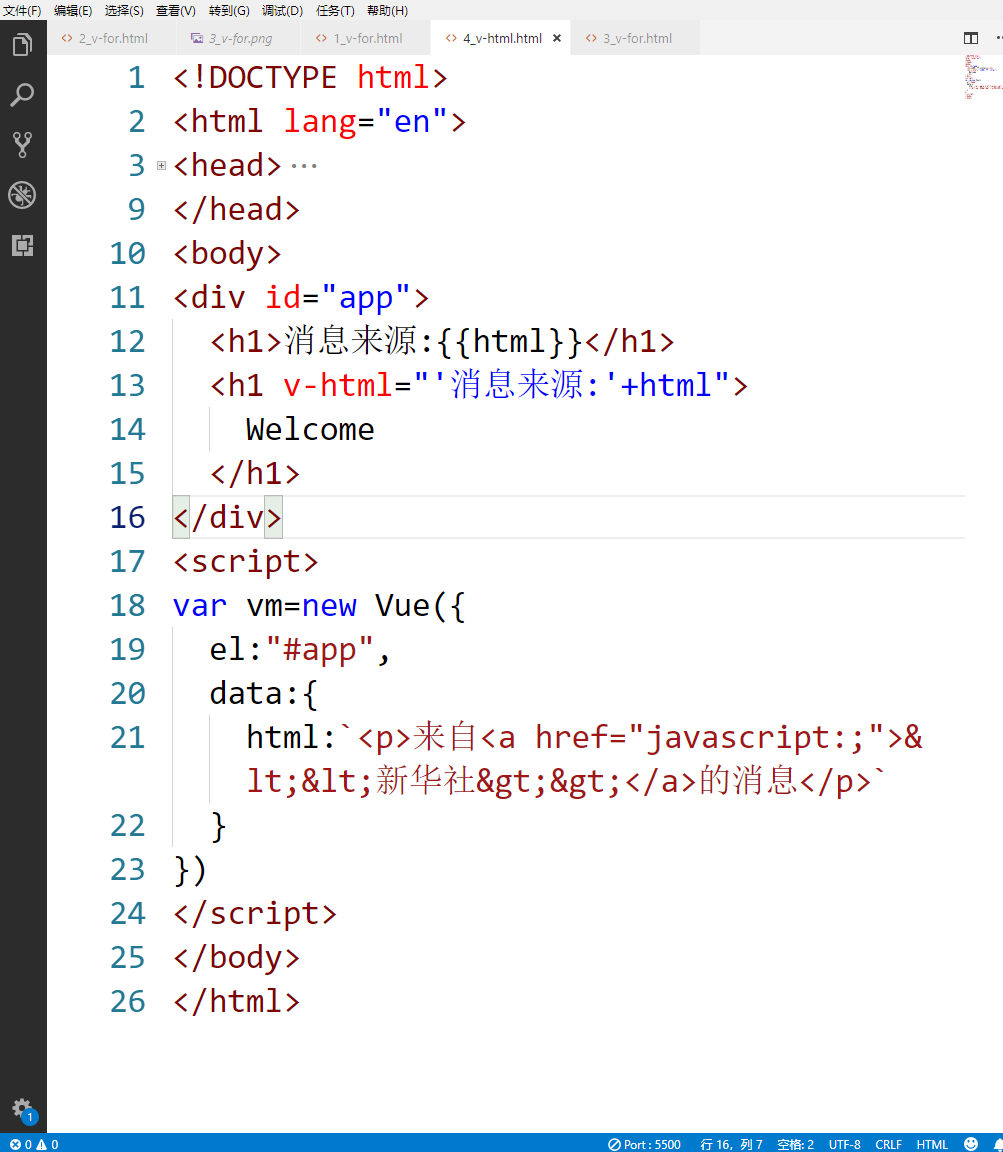 文件(F) 编辑(E) 选择(S) 查看(V) 转到(G) 调试(D) 任务(T) 帮助(H)
2_v-for.html 3_v-for.png 1_v-for.html 4_v-html.html 3_v-for.html
1 <!DOCTYPE html>
2 <html lang="en">
3 <head>···
9 </head>
10 <body>
11 <div id="app">
12 <h1>消息来源:{{html}}</h1>
13 <h1 v-html="'消息来源:'+html">
14 Welcome
15 </h1>
16 </div>
17 <script>
18 var vm=new Vue({
19 el:"#app",
20 data:{
21 html:`<p>来自<a href="javascript:;">&
lt;&lt;新华社&gt;&gt;</a>的消息</p>`
22 }
23 })
24 </script>
25 </body>
26 </html>
1
0 0 Port : 5500 行 16，列 7 空格: 2 UTF-8 CRLF HTML